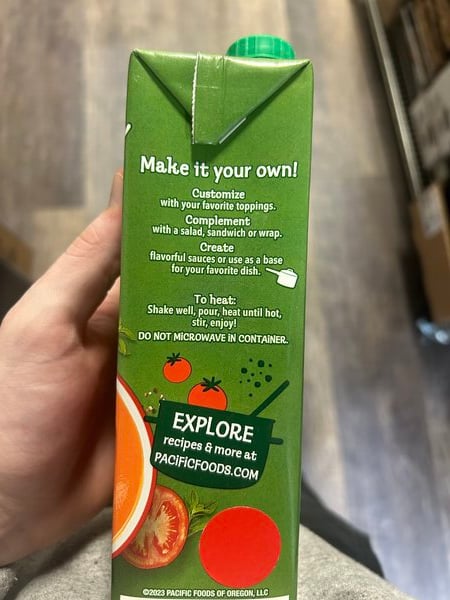 Make it your own!
Customize
with your favorite toppings.
Complement
with a salad, sandwich or wrap.
Create
flavorful sauces or use as a base
for your favorite dish.
To heat:
Shake well, pour, heat until hot,
stir, enjoy!
DO NOT MICROWAVE IN CONTAINER.
EXPLORE
recipes & more at
PACIFICFOODS.COM
©2023 PACIFIC FOODS OF OREGON, LLC